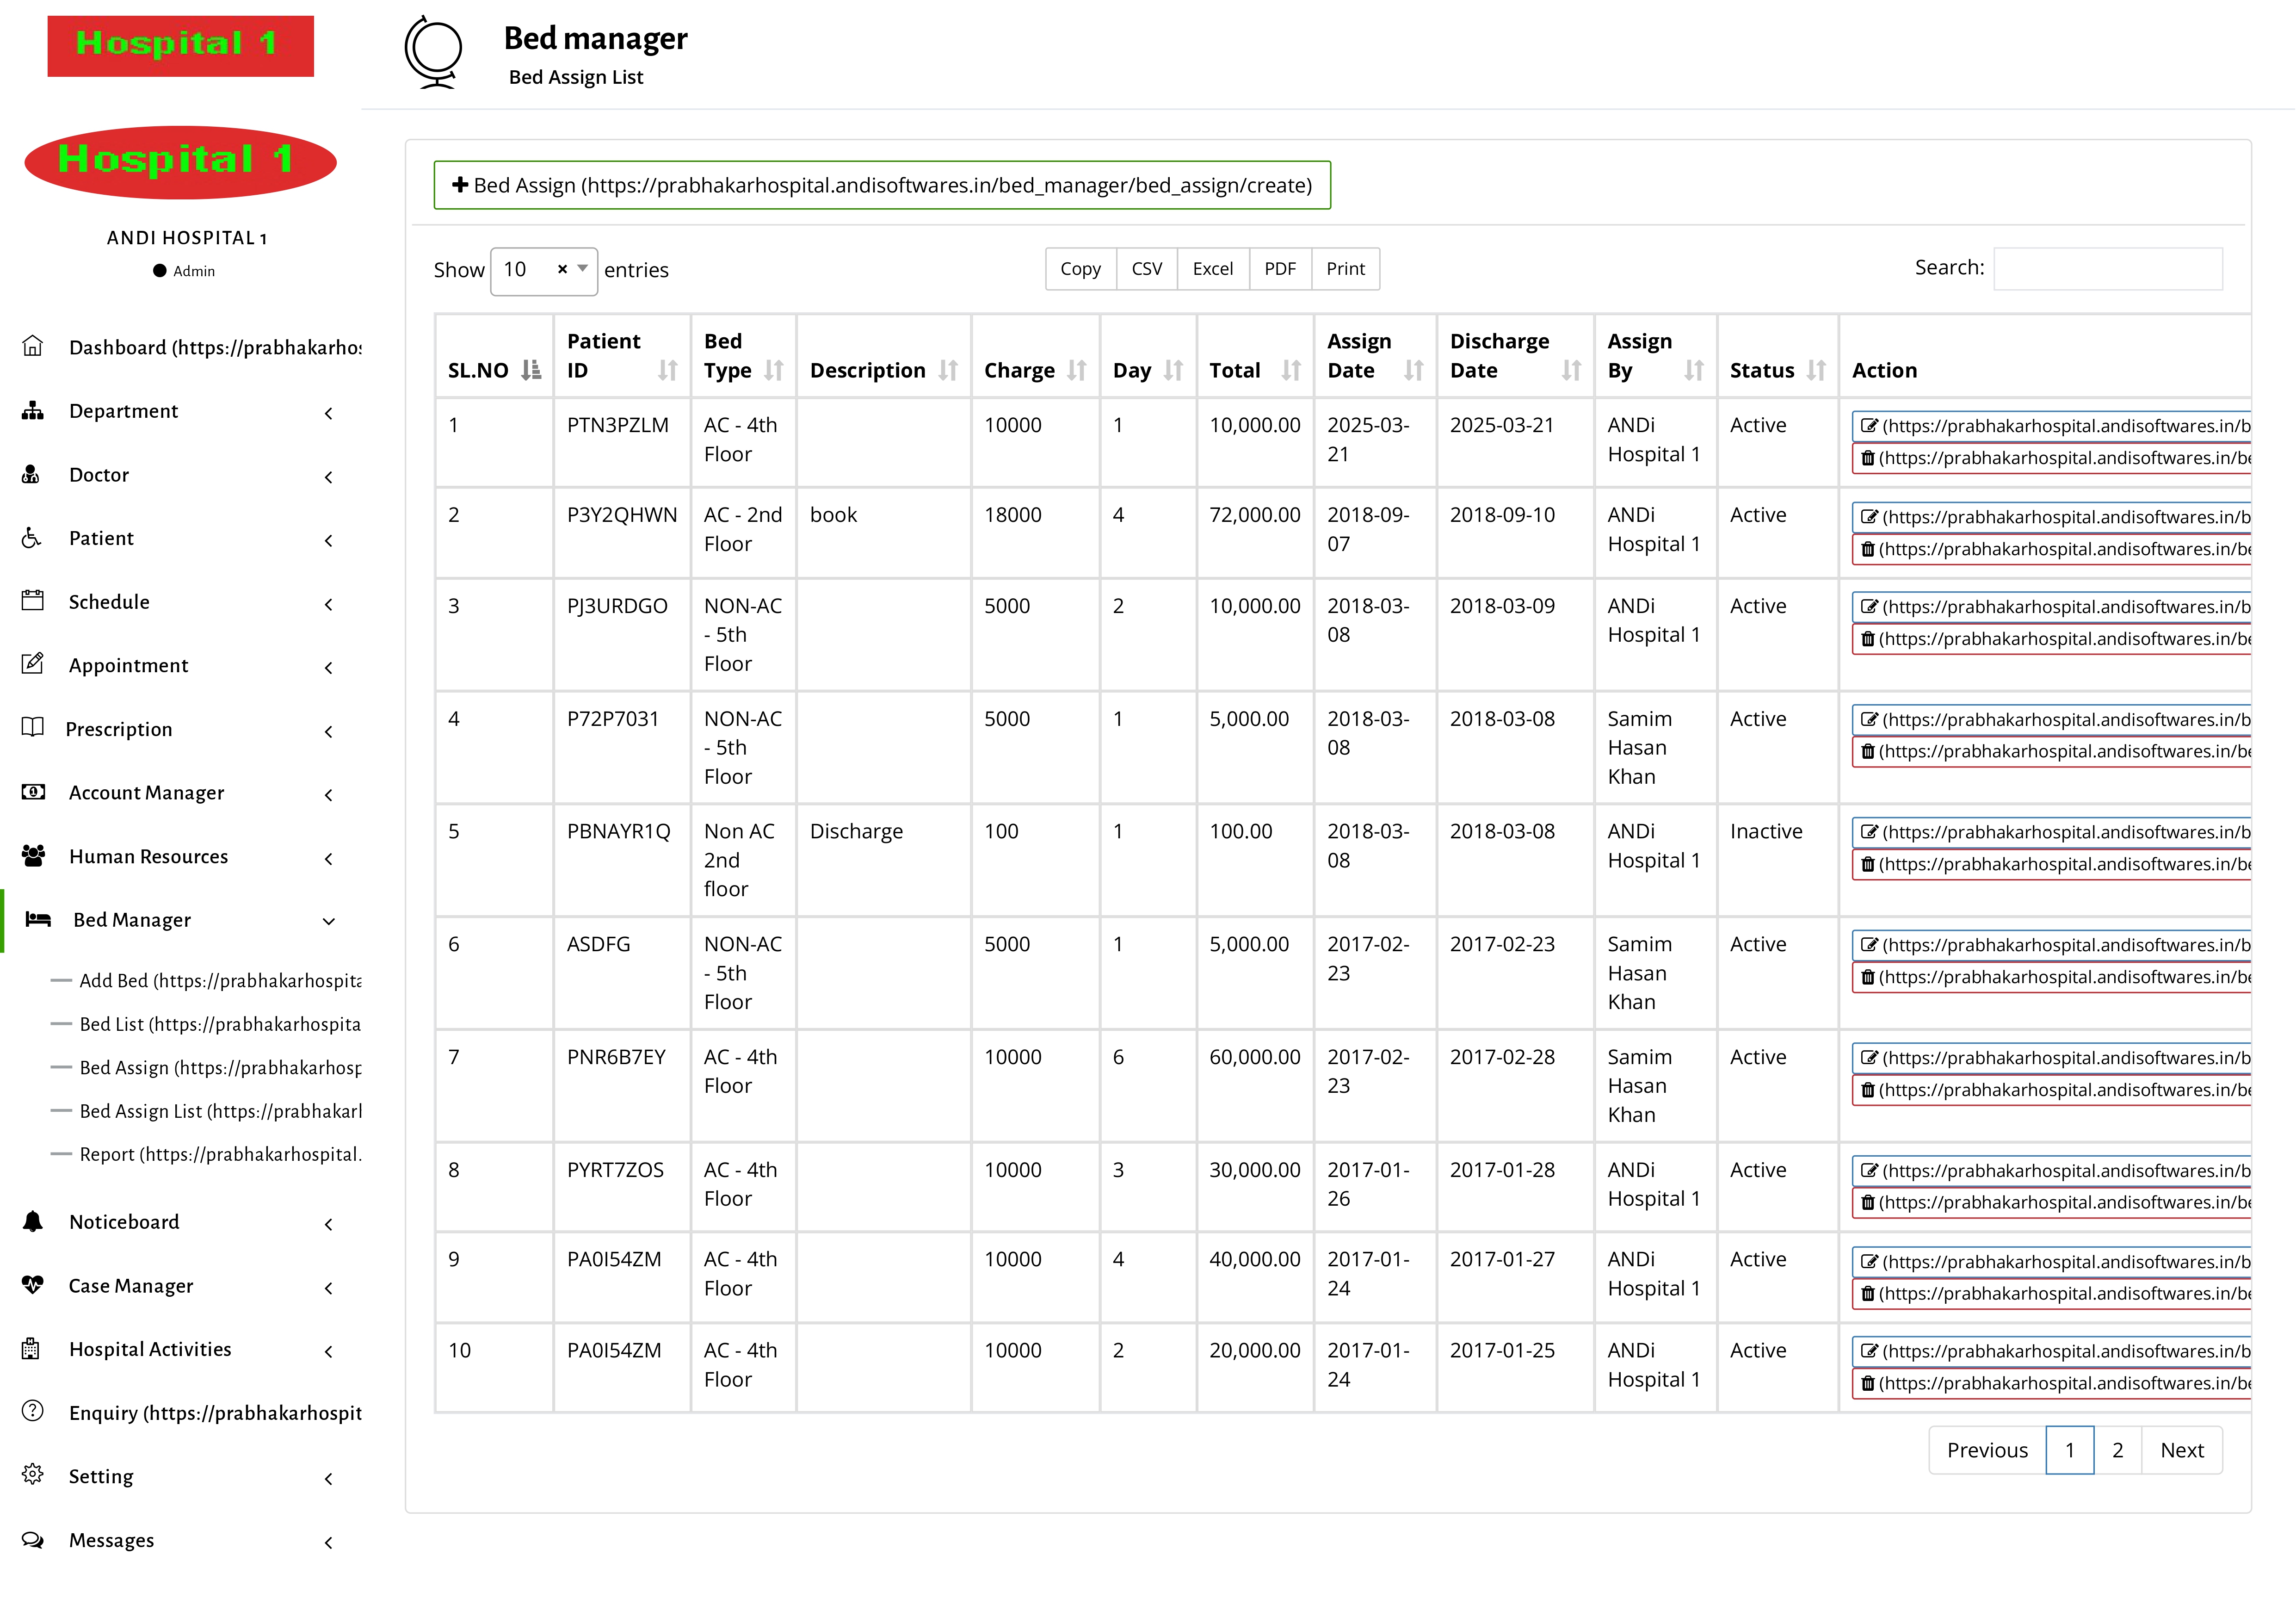 Hospital 1
Hospital 1
ANDI HOSPITAL 1
Admin
Dashboard (https://prabhakarhos
Department
Doctor
Patient
Schedule
Appointment
Prescription
Account Manager
Human Resources
Bed Manager
Add Bed (https://prabhakarhospita
Bed List (https://prabhakarhospita
Bed Assign (https://prabhakarhosp
Bed Assign List (https://prabhakarl
Report (https://prabhakarhospital.
Noticeboard
Case Manager
Hospital Activities
Enquiry (https://prabhakarhospit
Setting
Messages
Bed manager
Bed Assign List
Bed Assign (https://prabhakarhospital.andisoftwares.in/bed_manager/bed_assign/create)
Show 10 × entries
Copy CSV Excel PDF Print
Search:
SL.NO Patient ID Bed Type Description Charge Day Total Assign Date Discharge Date Assign By Status Action
1 PTN3PZLM AC - 4th 10000 1 10,000.00 2025-03- 2025-03-21 ANDi Active (https://prabhakarhospital.andisoftwares.in/b
Floor 21 Hospital 1 (https://prabhakarhospital.andisoftwares.in/be
2 P3Y2QHWN AC - 2nd book 18000 4 72,000.00 2018-09- 2018-09-10 ANDi Active (https://prabhakarhospital.andisoftwares.in/b
Floor 07 Hospital 1 (https://prabhakarhospital.andisoftwares.in/be
3 PJ3URDGO NON-AC 5000 2 10,000.00 2018-03- 2018-03-09 ANDi Active (https://prabhakarhospital.andisoftwares.in/b
- 5th 08 Hospital 1 (https://prabhakarhospital.andisoftwares.in/be
Floor
4 P72P7031 NON-AC 5000 1 5,000.00 2018-03- 2018-03-08 Samim Active (https://prabhakarhospital.andisoftwares.in/b
- 5th 08 Hasan (https://prabhakarhospital.andisoftwares.in/be
Floor Khan
5 PBNAYR1Q Non AC Discharge 100 1 100.00 2018-03- 2018-03-08 ANDi Inactive (https://prabhakarhospital.andisoftwares.in/b
2nd 08 Hospital 1 (https://prabhakarhospital.andisoftwares.in/be
floor
6 ASDFG NON-AC 5000 1 5,000.00 2017-02- 2017-02-23 Samim Active (https://prabhakarhospital.andisoftwares.in/b
- 5th 23 Hasan (https://prabhakarhospital.andisoftwares.in/be
Floor Khan
7 PNR6B7EY AC - 4th 10000 6 60,000.00 2017-02- 2017-02-28 Samim Active (https://prabhakarhospital.andisoftwares.in/b
Floor 23 Hasan (https://prabhakarhospital.andisoftwares.in/be
Khan
8 PYRT7ZOS AC - 4th 10000 3 30,000.00 2017-01- 2017-01-28 ANDi Active (https://prabhakarhospital.andisoftwares.in/b
Floor 26 Hospital 1 (https://prabhakarhospital.andisoftwares.in/be
9 PA0I54ZM AC - 4th 10000 4 40,000.00 2017-01- 2017-01-27 ANDi Active (https://prabhakarhospital.andisoftwares.in/b
Floor 24 Hospital 1 (https://prabhakarhospital.andisoftwares.in/be
10 PA0I54ZM AC - 4th 10000 2 20,000.00 2017-01- 2017-01-25 ANDi Active (https://prabhakarhospital.andisoftwares.in/b
Floor 24 Hospital 1 (https://prabhakarhospital.andisoftwares.in/be
Previous 1 2 Next